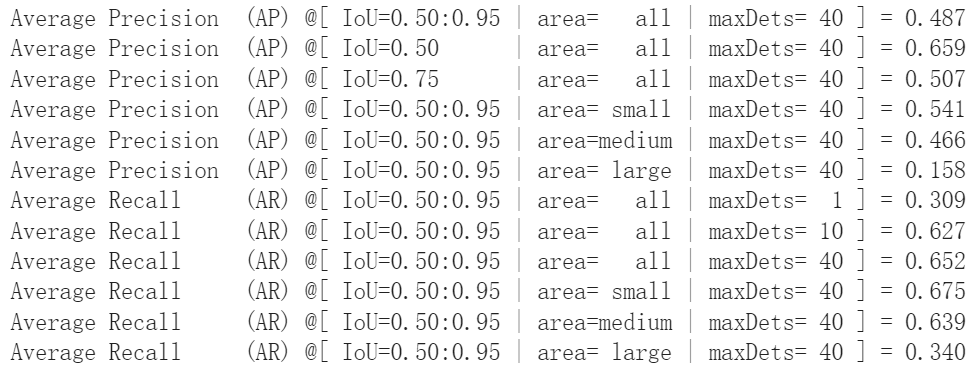 Average Precision  (AP) @[ IoU=0.50:0.95 | area=   all | maxDets= 40 ] = 0.487
Average Precision  (AP) @[ IoU=0.50      | area=   all | maxDets= 40 ] = 0.659
Average Precision  (AP) @[ IoU=0.75      | area=   all | maxDets= 40 ] = 0.507
Average Precision  (AP) @[ IoU=0.50:0.95 | area= small | maxDets= 40 ] = 0.541
Average Precision  (AP) @[ IoU=0.50:0.95 | area=medium | maxDets= 40 ] = 0.466
Average Precision  (AP) @[ IoU=0.50:0.95 | area= large | maxDets= 40 ] = 0.158
Average Recall     (AR) @[ IoU=0.50:0.95 | area=   all | maxDets=  1 ] = 0.309
Average Recall     (AR) @[ IoU=0.50:0.95 | area=   all | maxDets= 10 ] = 0.627
Average Recall     (AR) @[ IoU=0.50:0.95 | area=   all | maxDets= 40 ] = 0.652
Average Recall     (AR) @[ IoU=0.50:0.95 | area= small | maxDets= 40 ] = 0.675
Average Recall     (AR) @[ IoU=0.50:0.95 | area=medium | maxDets= 40 ] = 0.639
Average Recall     (AR) @[ IoU=0.50:0.95 | area= large | maxDets= 40 ] = 0.340